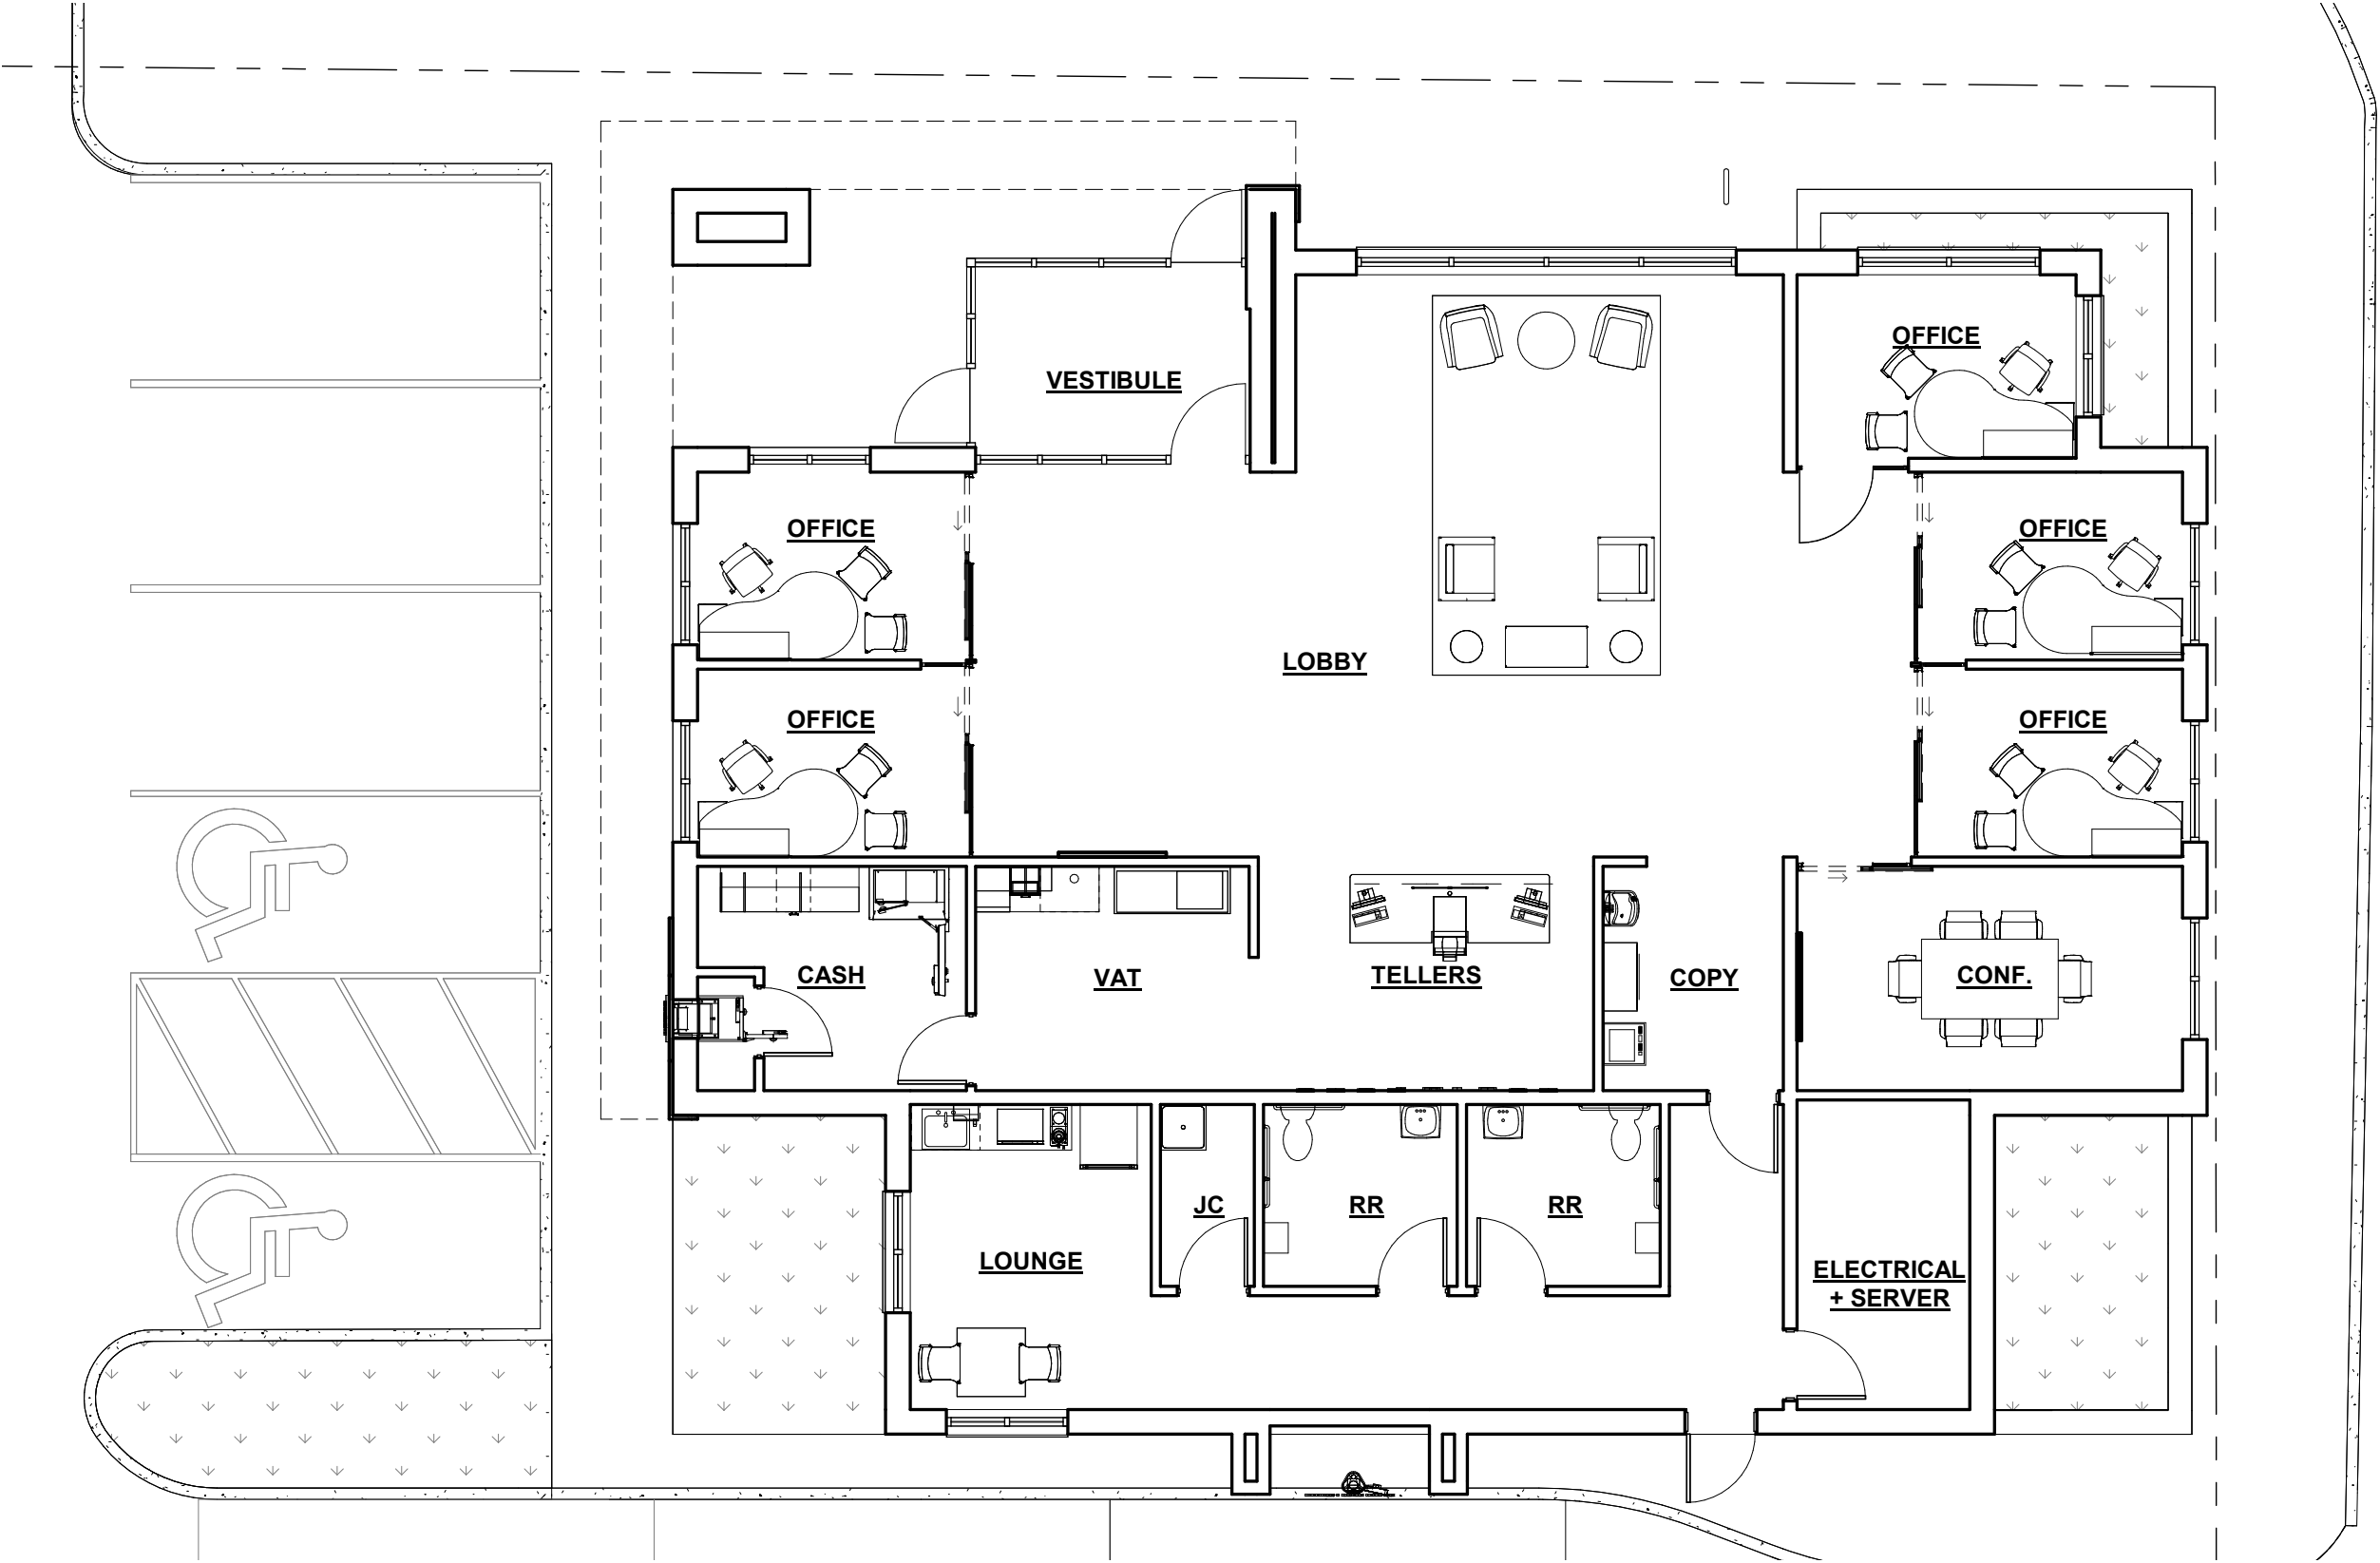 OFFICE
VESTIBULE
OFFICE
OFFICE
LOBBY
OFFICE
OFFICE
CASH
VAT
TELLERS
COPY
CONF.
JC
RR
RR
LOUNGE
ELECTRICAL
+ SERVER